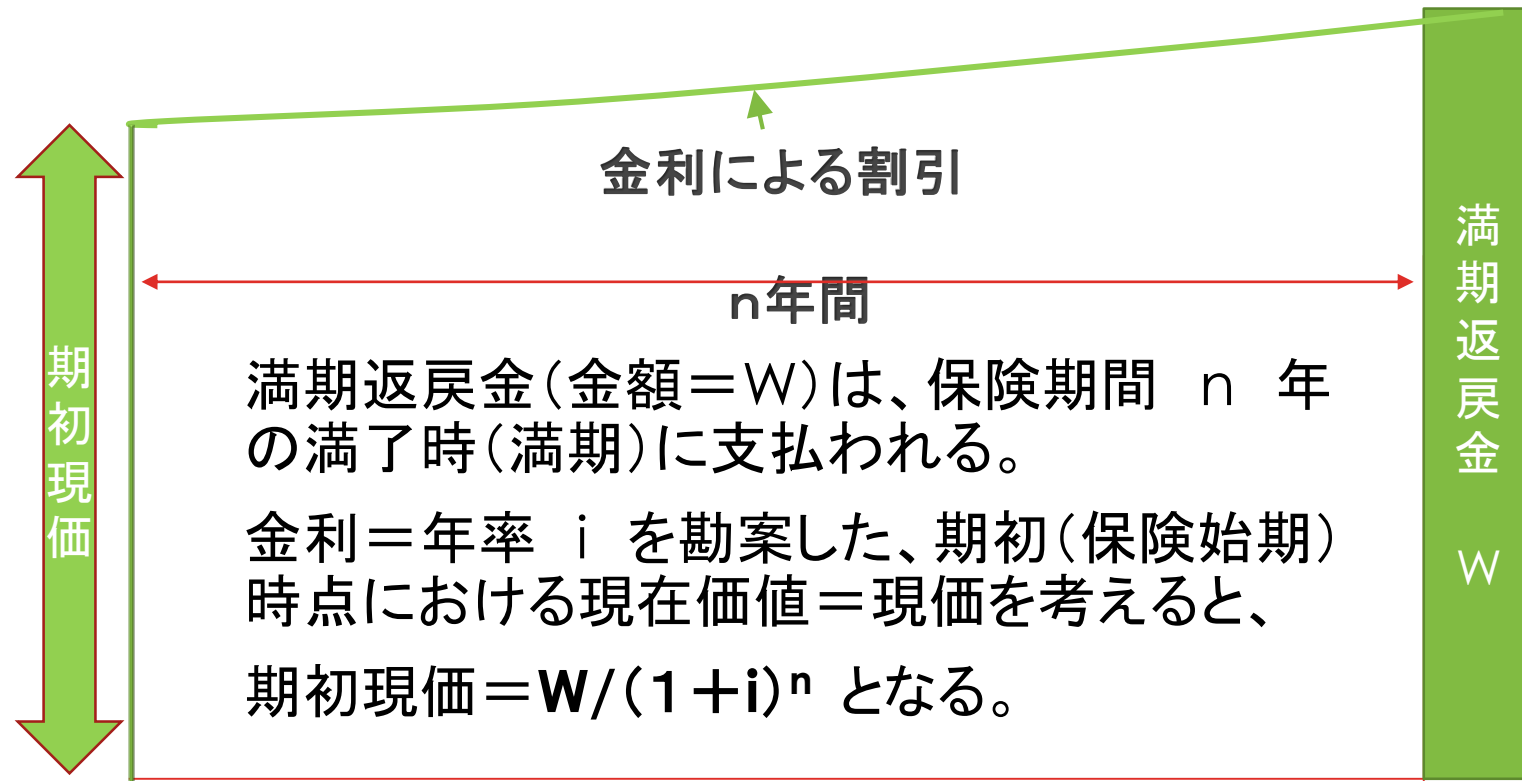 金利による割引
n年間
期初現価
満期返戻金(金額=W)は、保険期間 n 年
の満了時(満期)に支払われる。
金利=年率 i を勘案した、期初(保険始期)
時点における現在価値=現価を考えると、
期初現価=W/(1+i)ⁿ となる。
満期返戻金 W